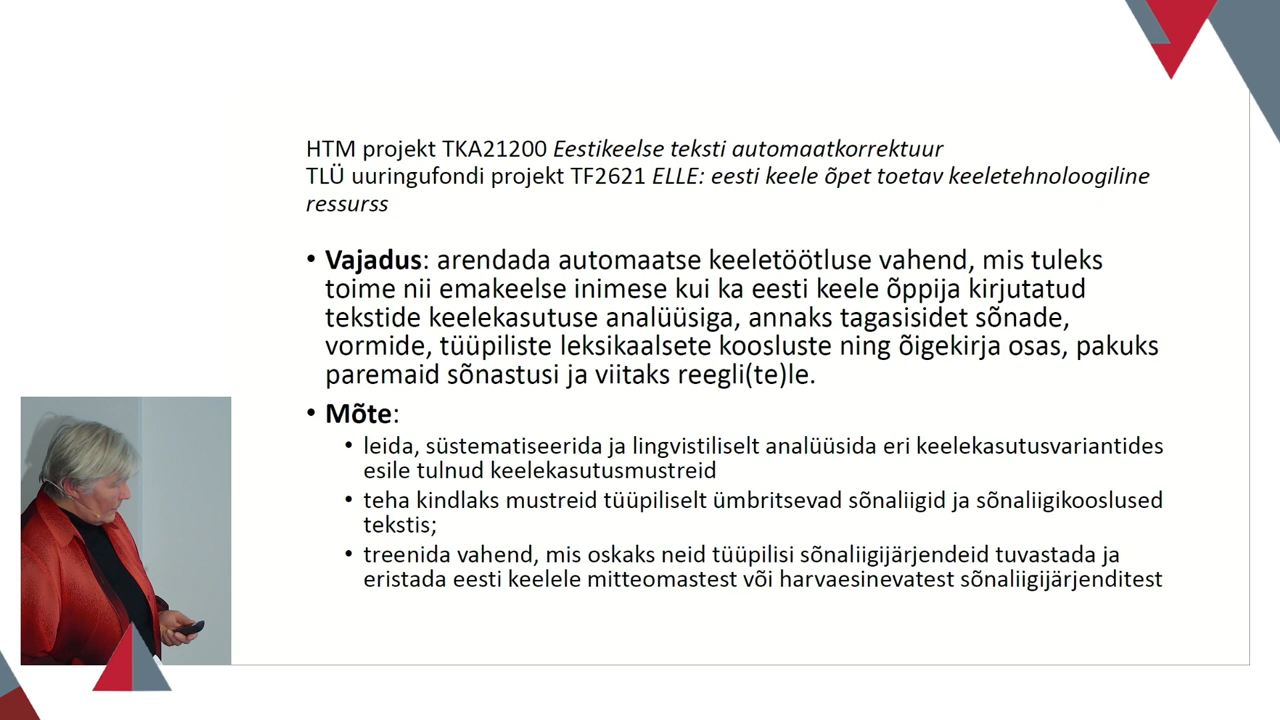 HTM projekt TKA21200 Eestikeelse teksti automaatkorrektuur
TLÜ uuringufondi projekt TF2621 ELLE: eesti keele õpet toetav keeletehnoloogiline
ressurss
• Vajadus: arendada automaatse keeletöötluse vahend, mis tuleks
toime nii emakeelse inimese kui ka eesti keele õppija kirjutatud
tekstide keelekasutuse analüüsiga, annaks tagasisidet sõnade,
vormide, tüüpiliste leksikaalsete koosluste ning õigekirja osas, pakuks
paremaid sõnastusi ja viitaks reegli(te)le.
• Mõte:
• leida, süstematiseerida ja lingvistiliselt analüüsida eri keelekasutusvariantides
esile tulnud keelekasutusmustreid
• teha kindlaks mustreid tüüpiliselt ümbritsevad sõnaliigid ja sõnaliigikooslused
tekstis;
• treenida vahend, mis oskaks neid tüüpilisi sõnaliigijärjendeid tuvastada ja
eristada eesti keelele mitteomastest või harvaesinevatest sõnaliigijärjenditest